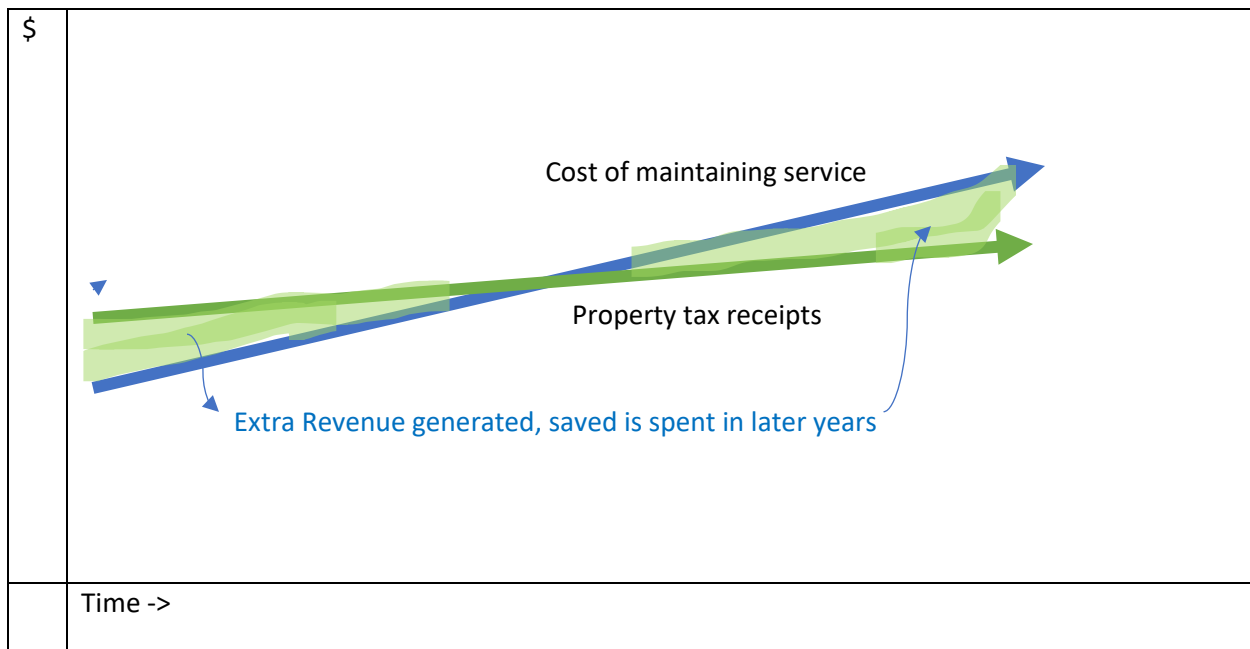 $
Cost of maintaining service
Property tax receipts
Extra Revenue generated, saved is spent in later years
Time ->